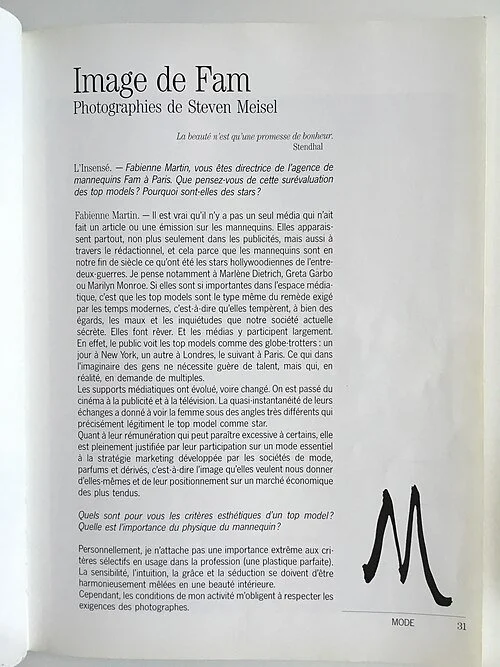 Image de Fam
Photographies de Steven Meisel
La beauté n'est qu'une promesse de bonheur.
Stendhal
L'Insensé. — Fabienne Martin, vous êtes directrice de l'agence de
mannequins Fam à Paris. Que pensez-vous de cette surévaluation
des top models ? Pourquoi sont-elles des stars ?
Fabienne Martin. — Il est vrai qu'il n'y a pas un seul média qui n'ait
fait un article ou une émission sur les mannequins. Elles apparais-
sent partout, non plus seulement dans les publicités, mais aussi à
travers le rédactionnel, et cela parce que les mannequins sont en
notre fin de siècle ce qu'ont été les stars hollywoodiennes de l'entre-
deux-guerres. Je pense notamment à Marlène Dietrich, Greta Garbo
ou Marilyn Monroe. Si elles sont si importantes dans l'espace média-
tique, c'est que les top models sont le type même du remède exigé
par les temps modernes, c'est-à-dire qu'elles tempèrent, à bien des
égards, les maux et les inquiétudes que notre société actuelle
sécrète. Elles font rêver. Et les médias y participent largement.
En effet, le public voit les top models comme des globe-trotters : un
jour à New York, un autre à Londres, le suivant à Paris. Ce qui dans
l'imaginaire des gens ne nécessite guère de talent, mais qui, en
réalité, en demande de multiples.
Les supports médiatiques ont évolué, voire changé. On est passé du
cinéma à la publicité et à la télévision. La quasi-instantanéité de leurs
échanges a donné à voir la femme sous des angles très différents qui
précisément légitiment le top model comme star.
Quant à leur rémunération qui peut paraître excessive à certains, elle
est pleinement justifiée par leur participation sur un mode essentiel
à la stratégie marketing développée par les sociétés de mode,
parfums et dérivés, c'est-à-dire l'image qu'elles veulent nous donner
d'elles-mêmes et de leur positionnement sur un marché économique
des plus tendus.
Quels sont pour vous les critères esthétiques d'un top model ?
Quelle est l'importance du physique du mannequin ?
Personnellement, je n'attache pas une importance extrême aux cri-
tères sélectifs en usage dans la profession (une plastique parfaite).
La sensibilité, l'intuition, la grâce et la séduction se doivent d'être
harmonieusement mêlées en une beauté intérieure.
Cependant, les conditions de mon activité m'obligent à respecter les
exigences des photographes.
M
MODE
31